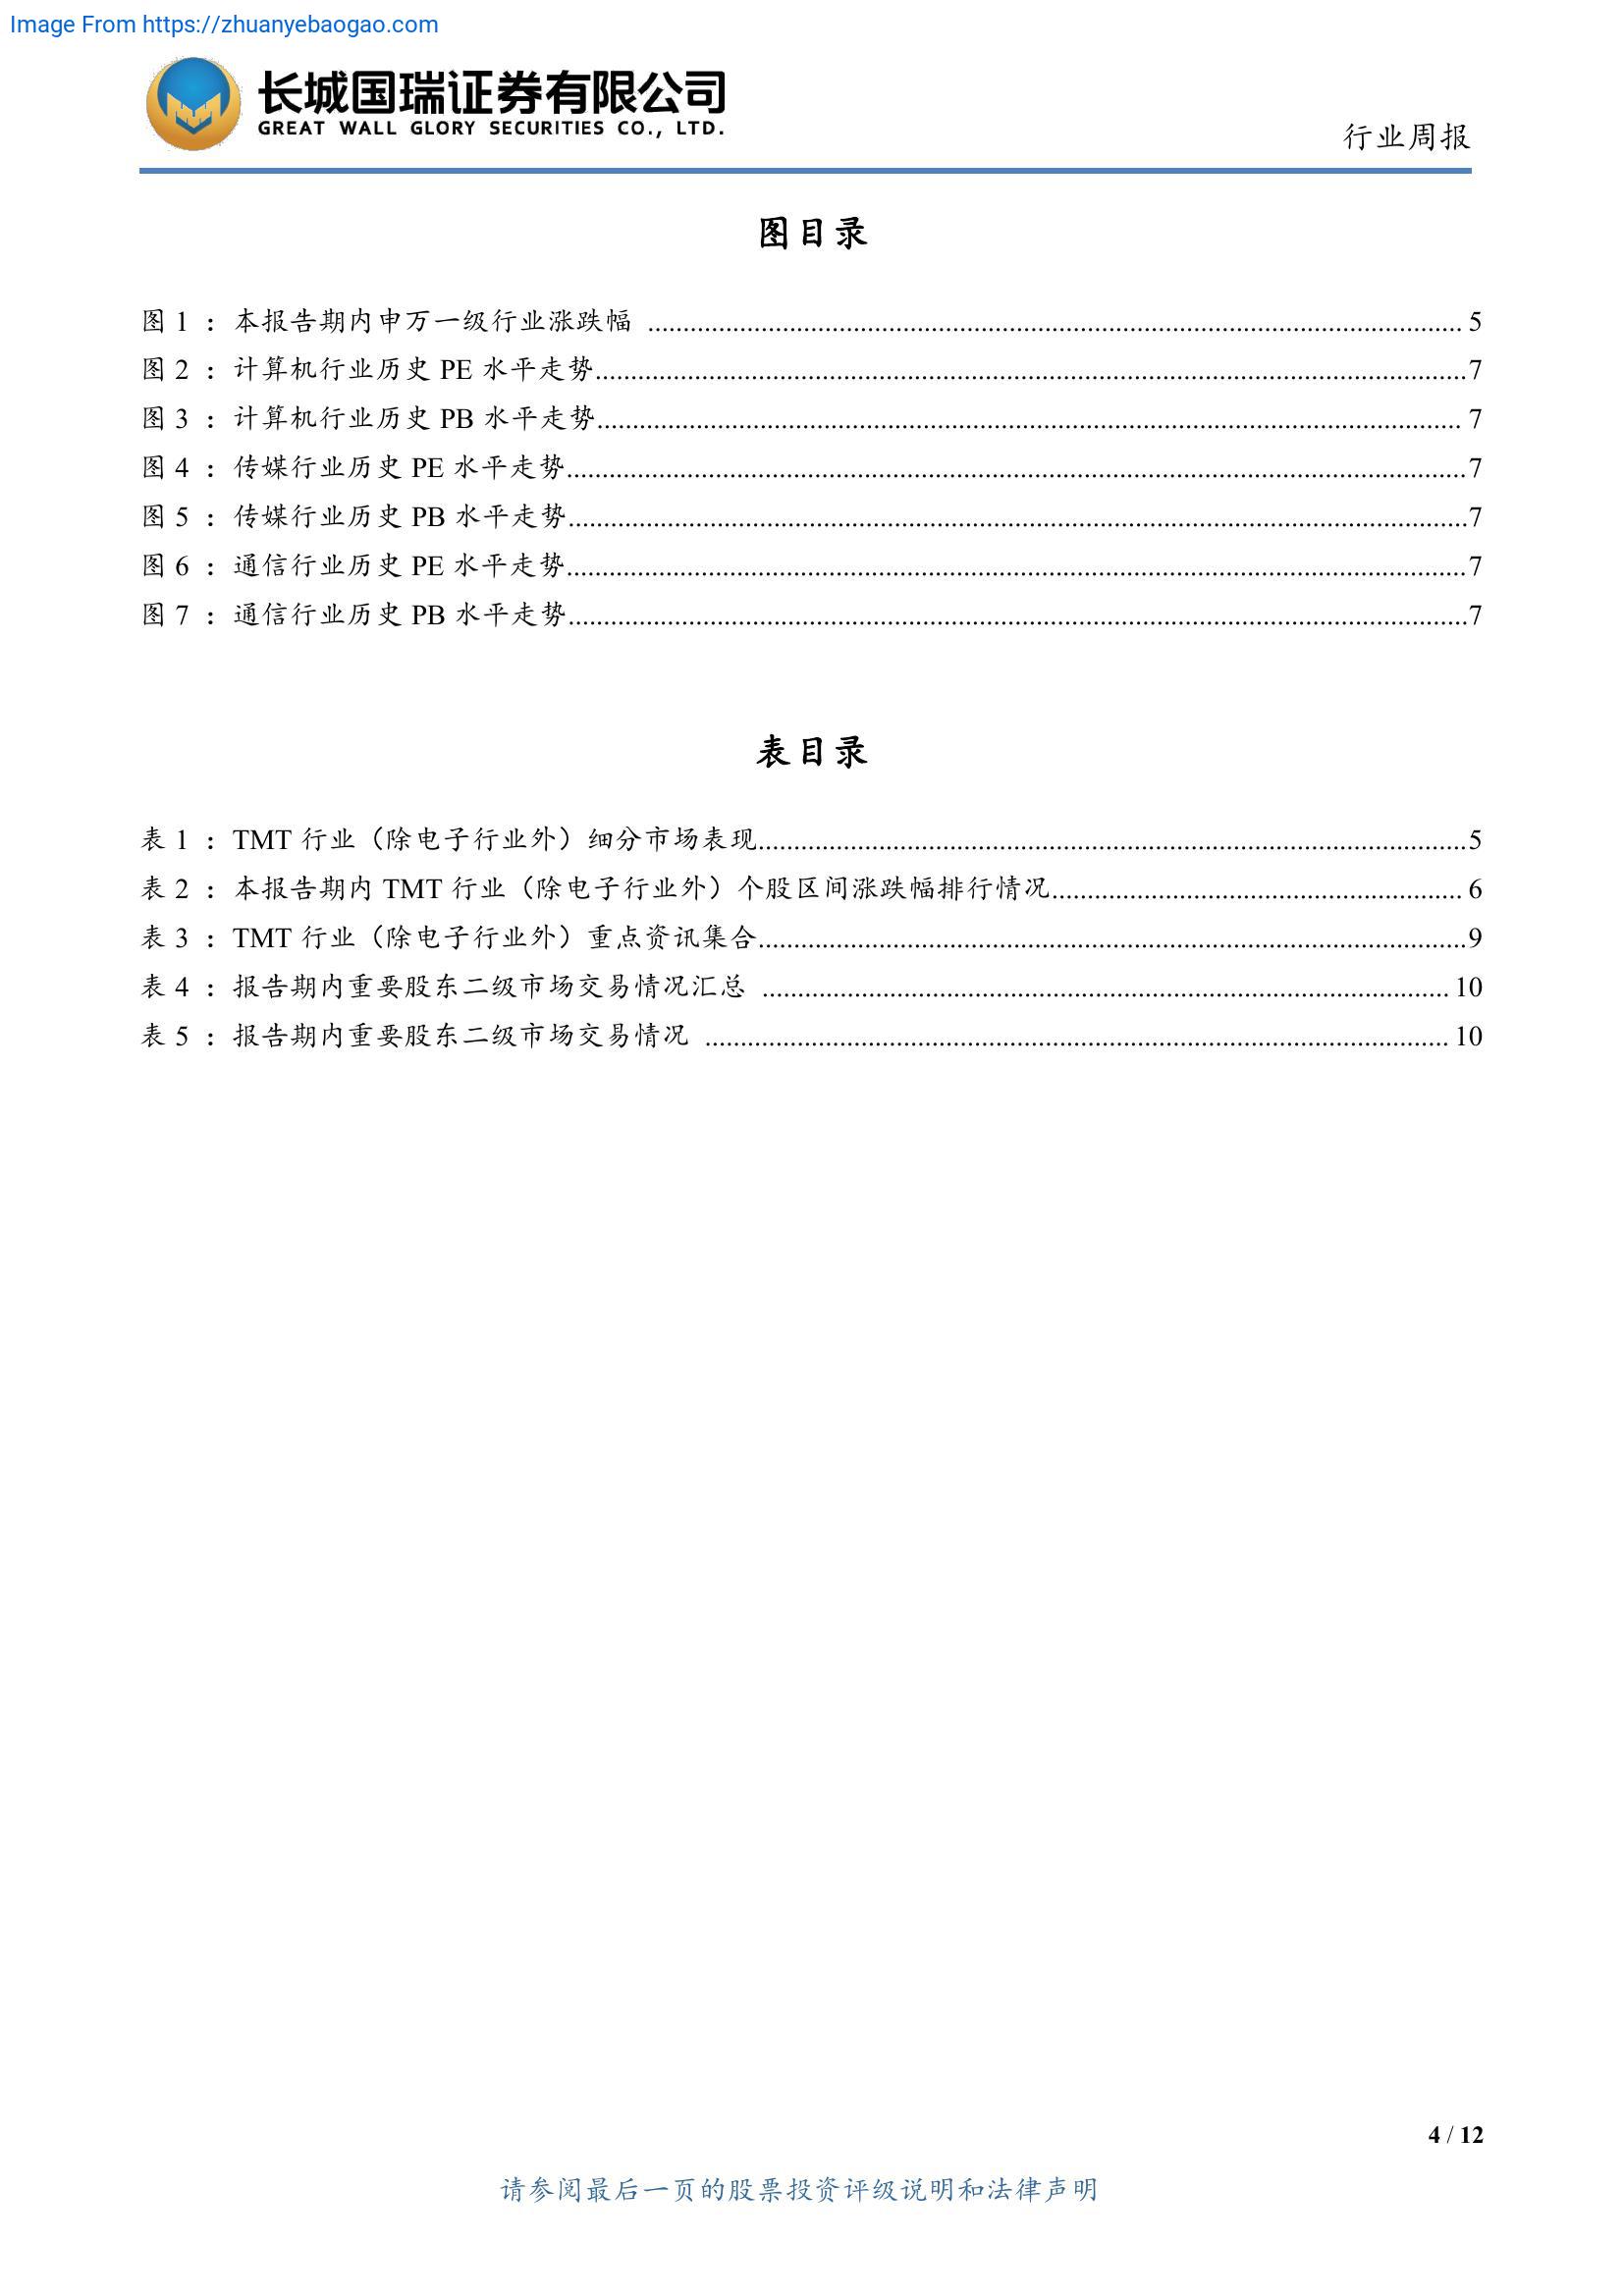 Image From https://zhuanyebaogao.com
长城国瑞证券有限公司
GREAT WALL GLORY SECURITIES CO., LTD.
行业周报
图目录
图 1 ：本报告期内申万一级行业涨跌幅 ........................ 5
图 2 ：计算机行业历史 PE 水平走势........................7
图 3 ：计算机行业历史 PB 水平走势........................ 7
图 4 ：传媒行业历史 PE 水平走势........................7
图 5 ：传媒行业历史 PB 水平走势........................7
图 6 ：通信行业历史 PE 水平走势........................7
图 7 ：通信行业历史 PB 水平走势........................7
表目录
表 1 ：TMT 行业（除电子行业外）细分市场表现........................5
表 2 ：本报告期内 TMT 行业（除电子行业外）个股区间涨跌幅排行情况........................ 6
表 3 ：TMT 行业（除电子行业外）重点资讯集合........................9
表 4 ：报告期内重要股东二级市场交易情况汇总 ........................ 10
表 5 ：报告期内重要股东二级市场交易情况 ........................ 10
4 / 12
请参阅最后一页的股票投资评级说明和法律声明